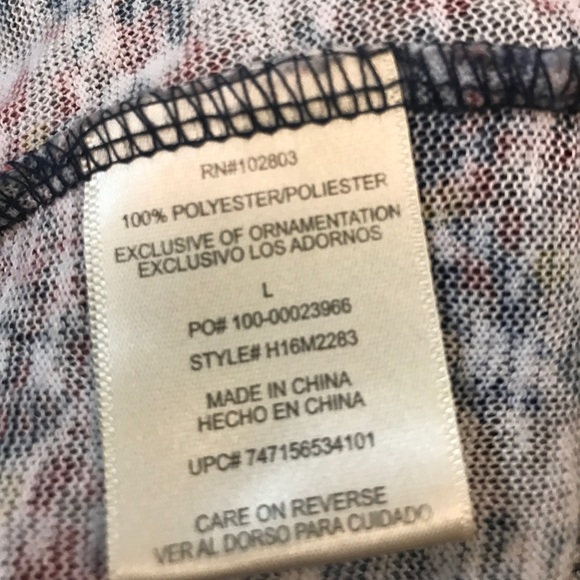 RN#102803
100% POLYESTER/POLIESTER
EXCLUSIVE OF ORNAMENTATION
EXCLUSIVO LOS ADORNOS
L
PO# 100-00023966
STYLE# H16M2283
MADE IN CHINA
HECHO EN CHINA
UPC# 747156534101
CARE ON REVERSE
VER AL DORSO PARA CUIDADO